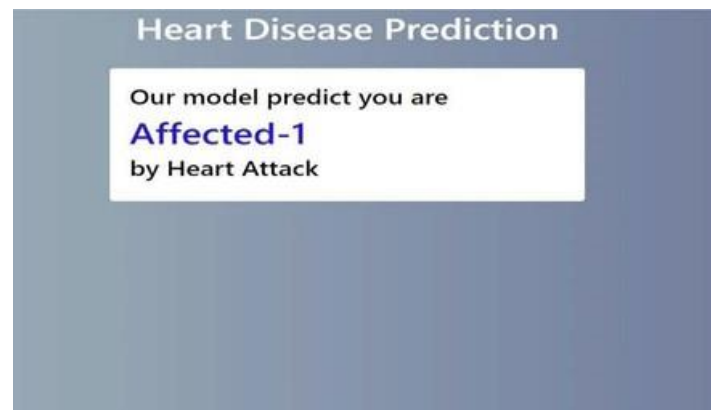 Heart Disease Prediction
Our model predict you are
Affected-1
by Heart Attack